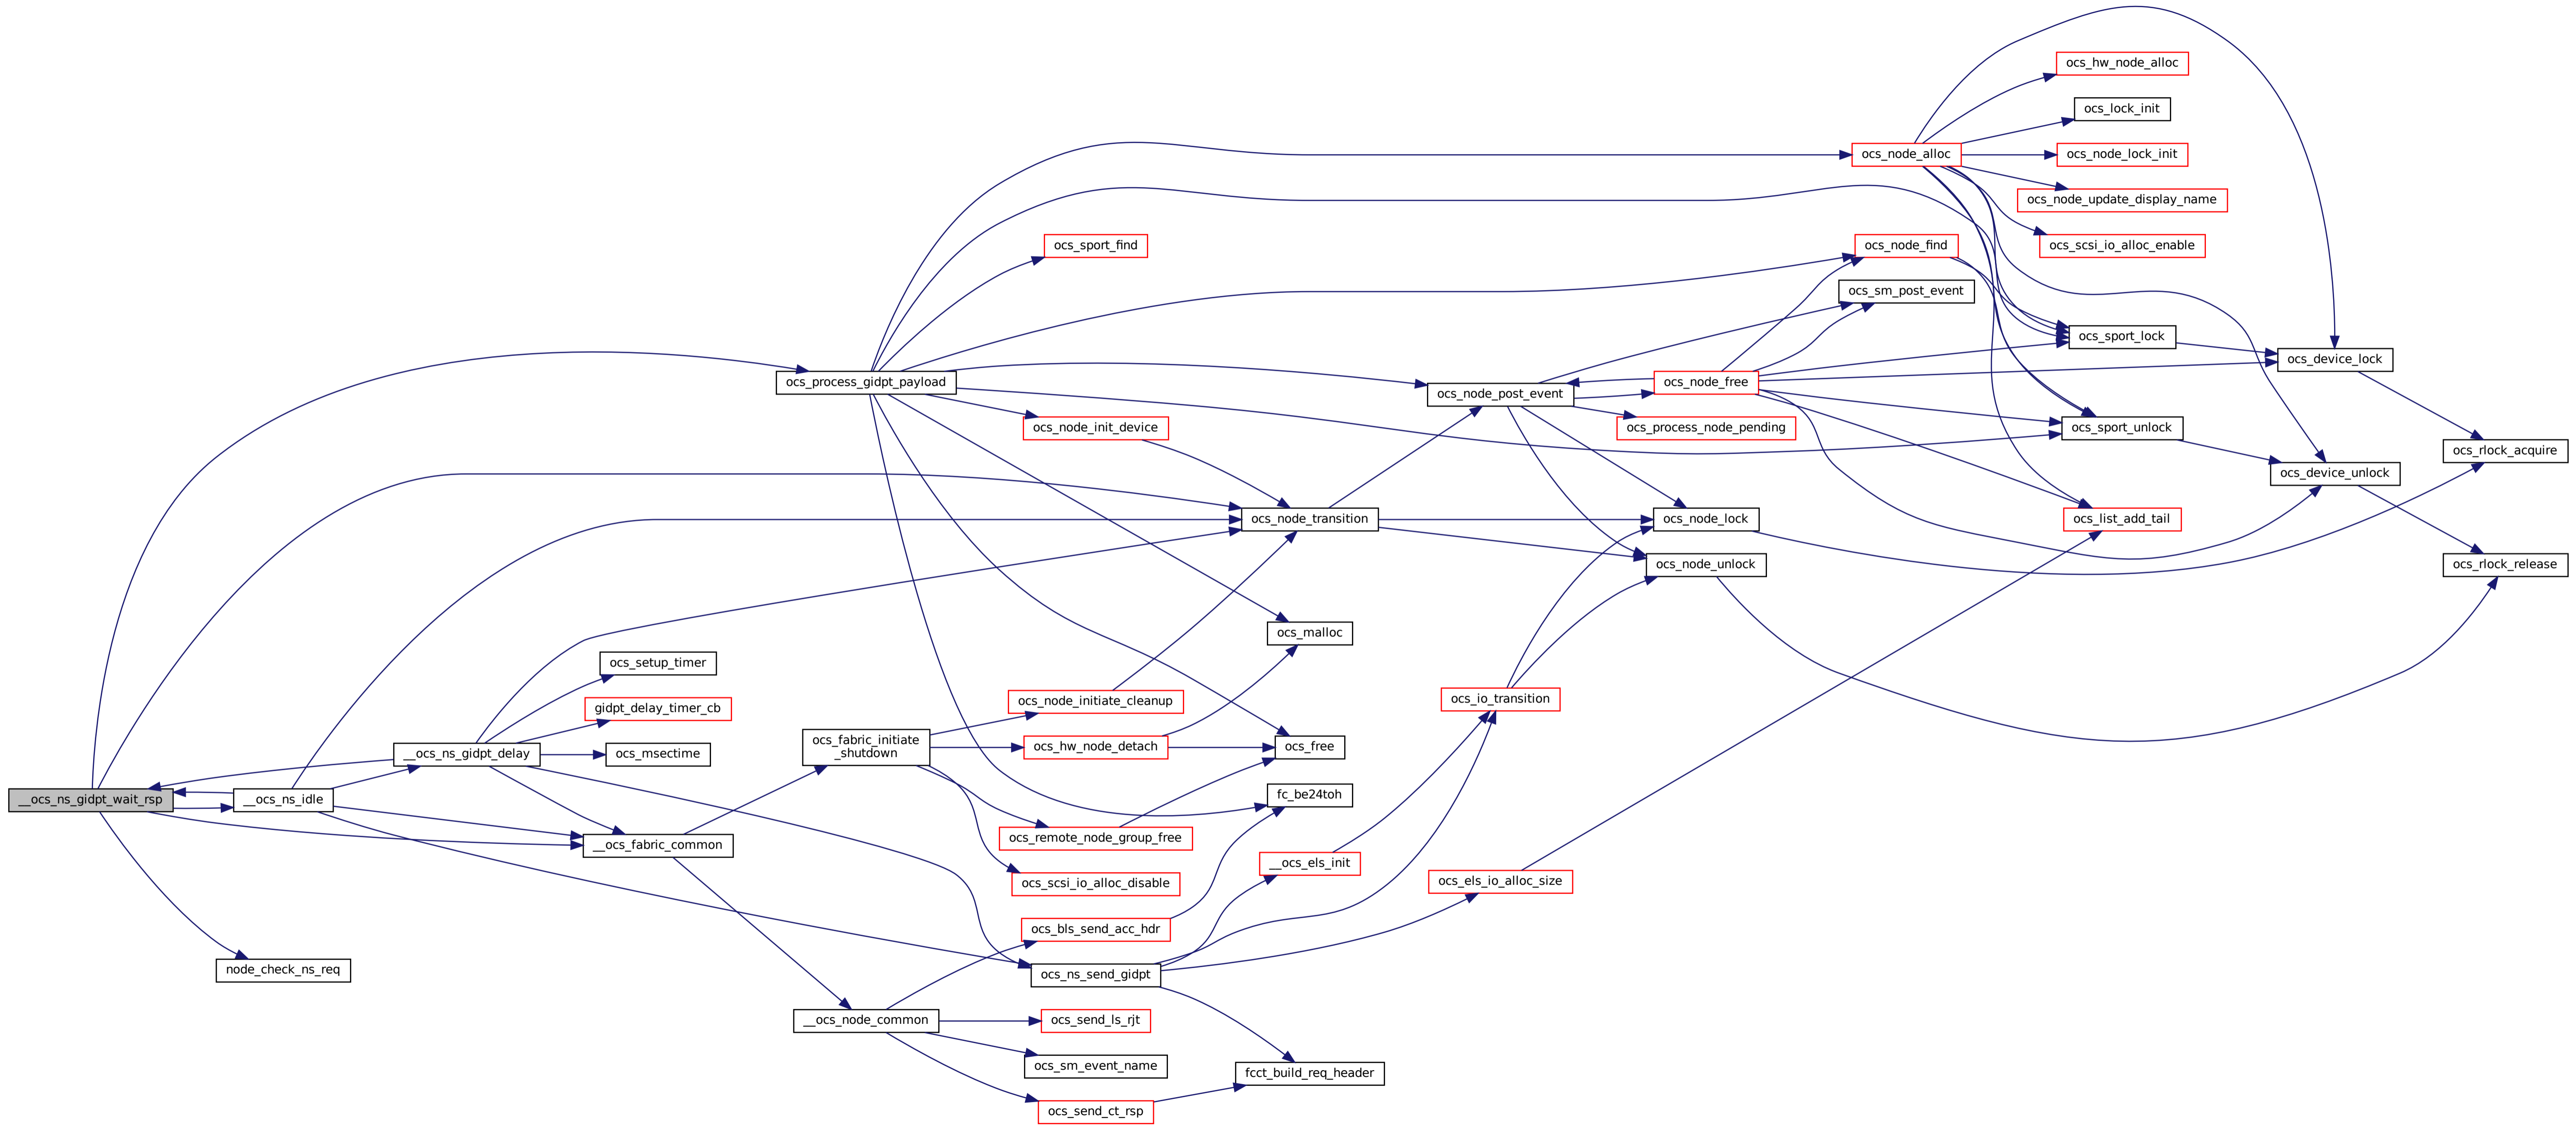 ocs_hw_node_alloc
ocs_lock_init
ocs_node_alloc
ocs_node_lock_init
ocs_node_update_display_name
ocs_sport_find
ocs_node_find
ocs_scsi_io_alloc_enable
ocs_sm_post_event
ocs_sport_lock
ocs_device_lock
ocs_process_gidpt_payload
ocs_node_post_event
ocs_node_free
ocs_node_init_device
ocs_process_node_pending
ocs_sport_unlock
ocs_rlock_acquire
ocs_device_unlock
ocs_node_transition
ocs_node_lock
ocs_list_add_tail
ocs_node_unlock
ocs_rlock_release
ocs_malloc
ocs_setup_timer
gidpt_delay_timer_cb
ocs_node_initiate_cleanup
ocs_io_transition
__ocs_ns_gidpt_delay
ocs_msectime
ocs_fabric_initiate
_shutdown
ocs_hw_node_detach
ocs_free
__ocs_ns_gidpt_wait_rsp
__ocs_ns_idle
fc_be24toh
__ocs_fabric_common
ocs_remote_node_group_free
__ocs_els_init
ocs_scsi_io_alloc_disable
ocs_els_io_alloc_size
ocs_bls_send_acc_hdr
node_check_ns_req
ocs_ns_send_gidpt
__ocs_node_common
ocs_send_ls_rjt
ocs_sm_event_name
fcct_build_req_header
ocs_send_ct_rsp